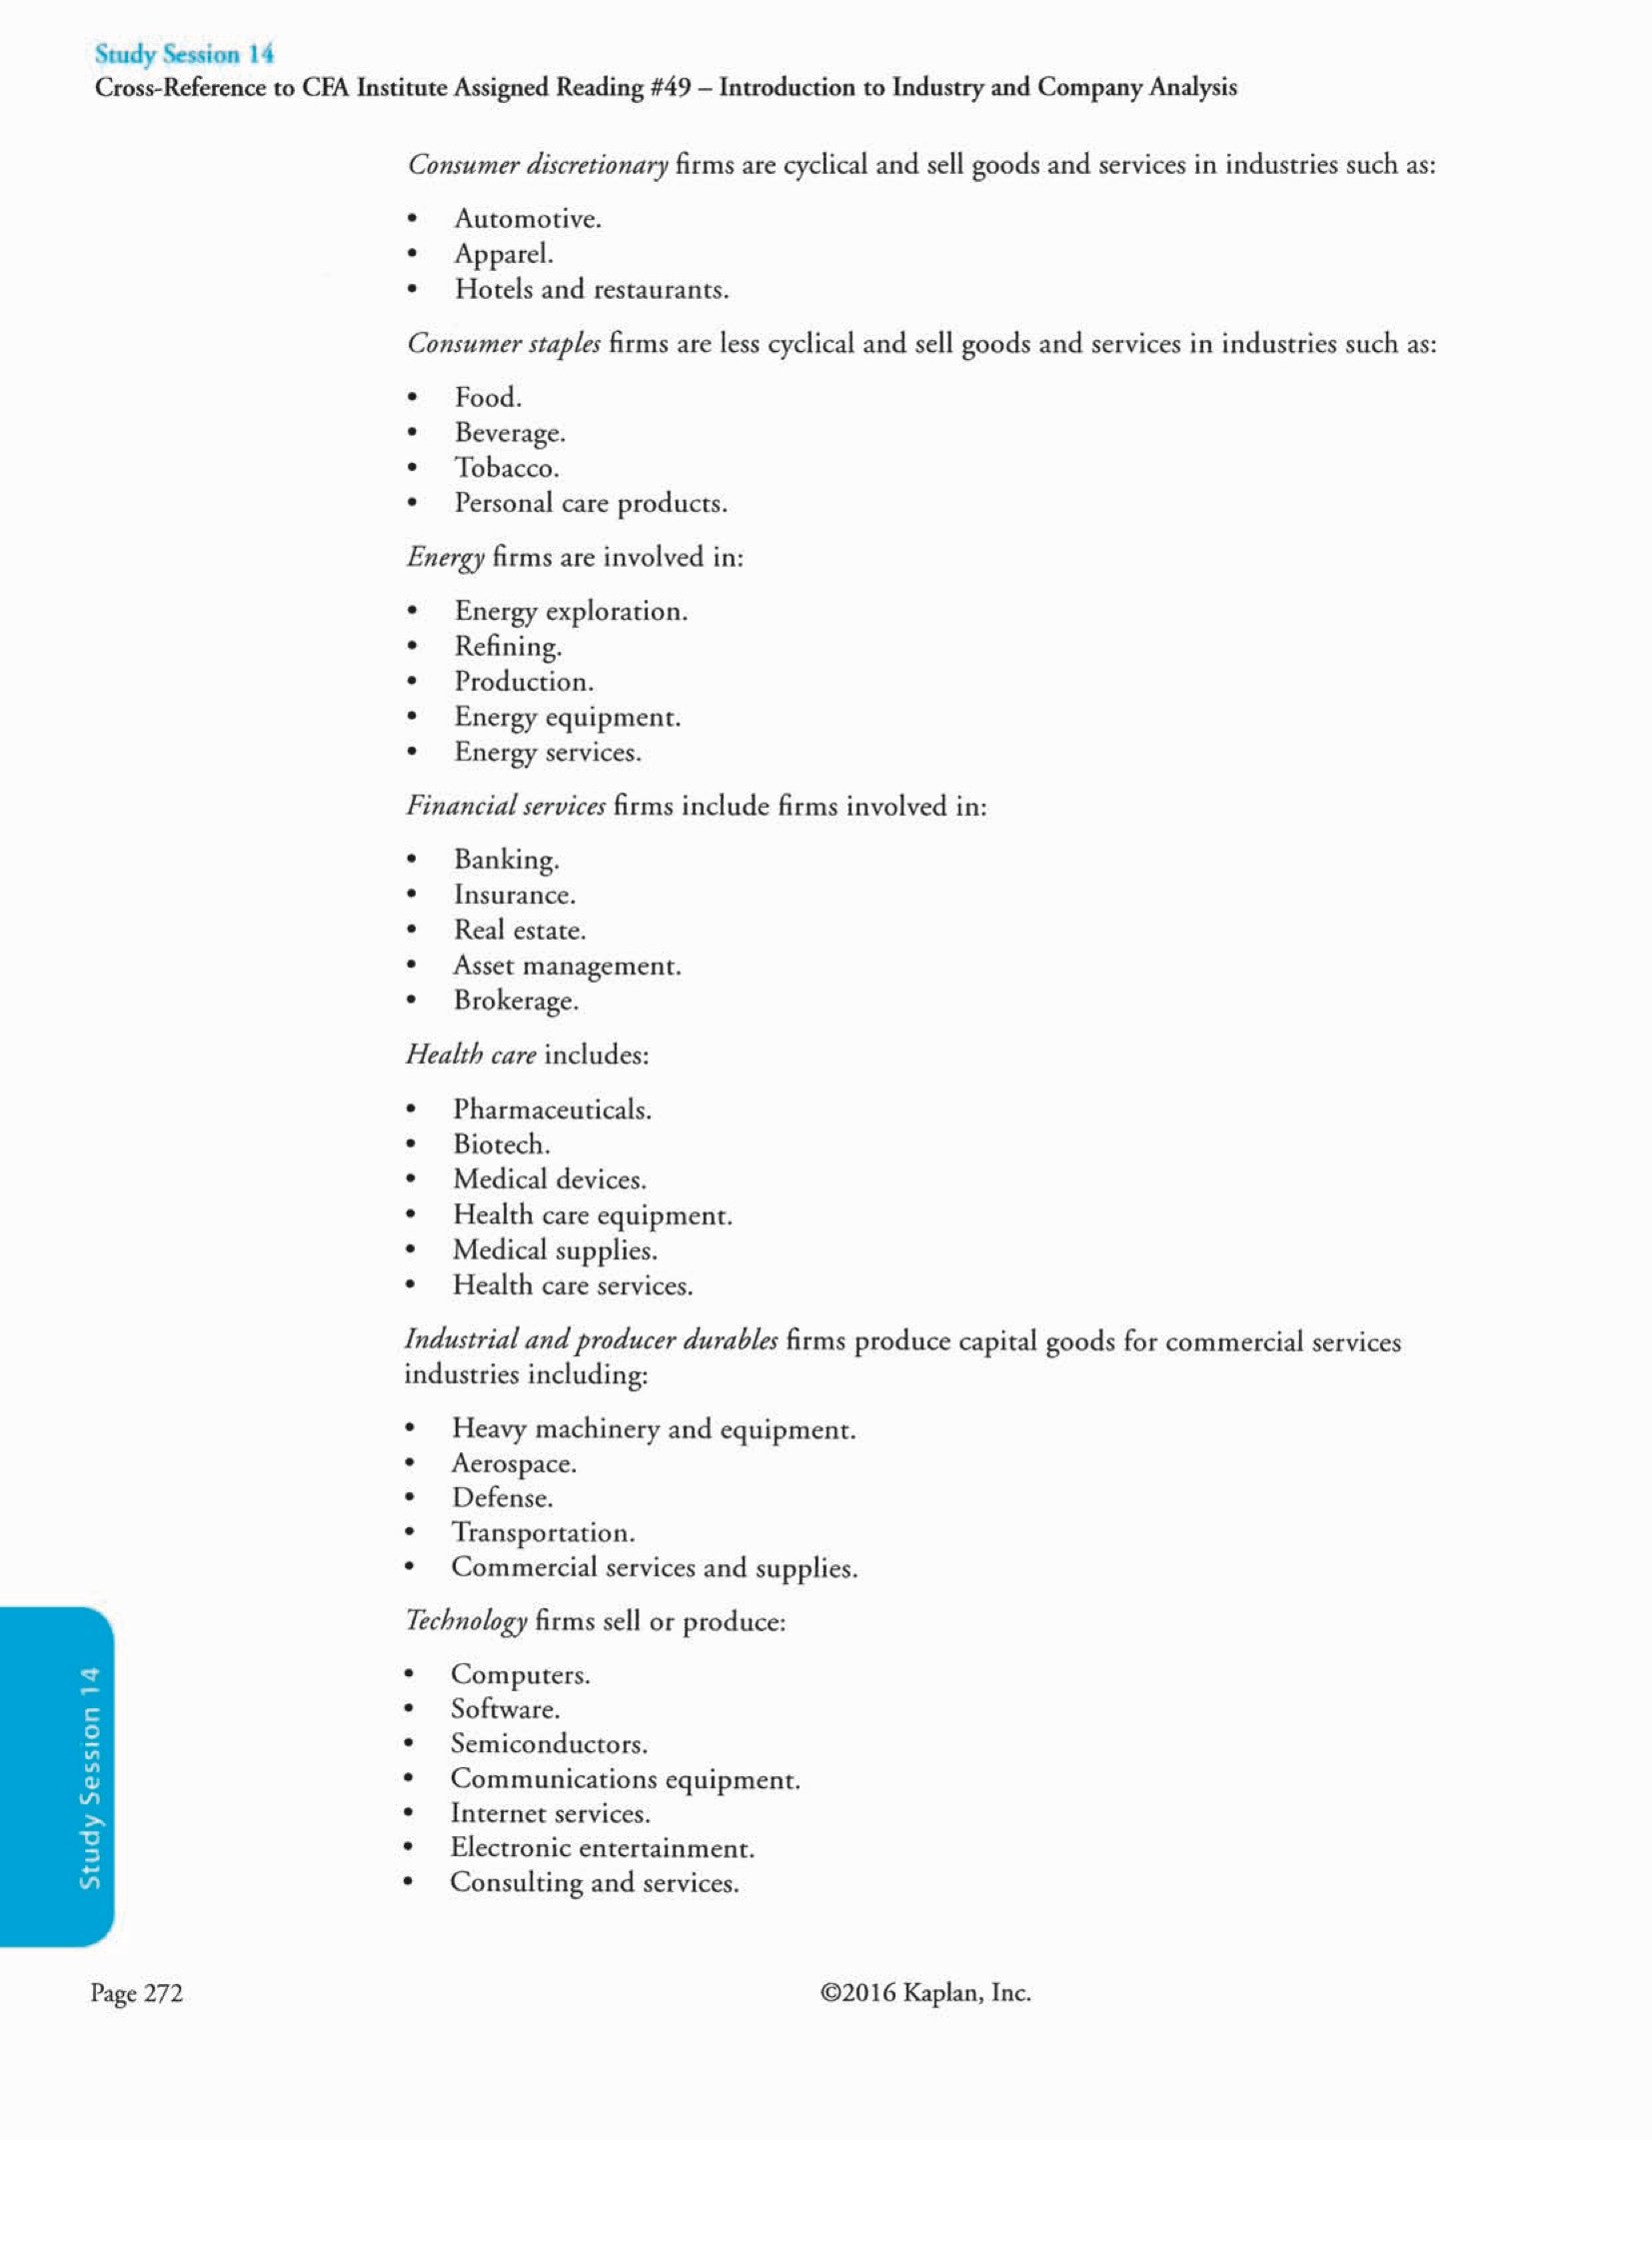 Study Session 14
Cross-Reference to CFA Institute Assigned Reading #49 – Introduction to Industry and Company Analysis
Consumer discretionary firms are cyclical and sell goods and services in industries such as:
• Automotive.
• Apparel.
• Hotels and restaurants.
Consumer staples firms are less cyclical and sell goods and services in industries such as:
• Food.
• Beverage.
• Tobacco.
• Personal care products.
Energy firms are involved in:
• Energy exploration.
• Refining.
• Production.
• Energy equipment.
• Energy services.
Financial services firms include firms involved in:
• Banking.
• Insurance.
• Real estate.
• Asset management.
• Brokerage.
Health care includes:
• Pharmaceuticals.
• Biotech.
• Medical devices.
• Health care equipment.
• Medical supplies.
• Health care services.
Industrial and producer durables firms produce capital goods for commercial services
industries including:
• Heavy machinery and equipment.
• Aerospace.
• Defense.
• Transportation.
• Commercial services and supplies.
Technology firms sell or produce:
• Computers.
• Software.
• Semiconductors.
• Communications equipment.
• Internet services.
• Electronic entertainment.
• Consulting and services.
Study Session 14
Page 272
©2016 Kaplan, Inc.